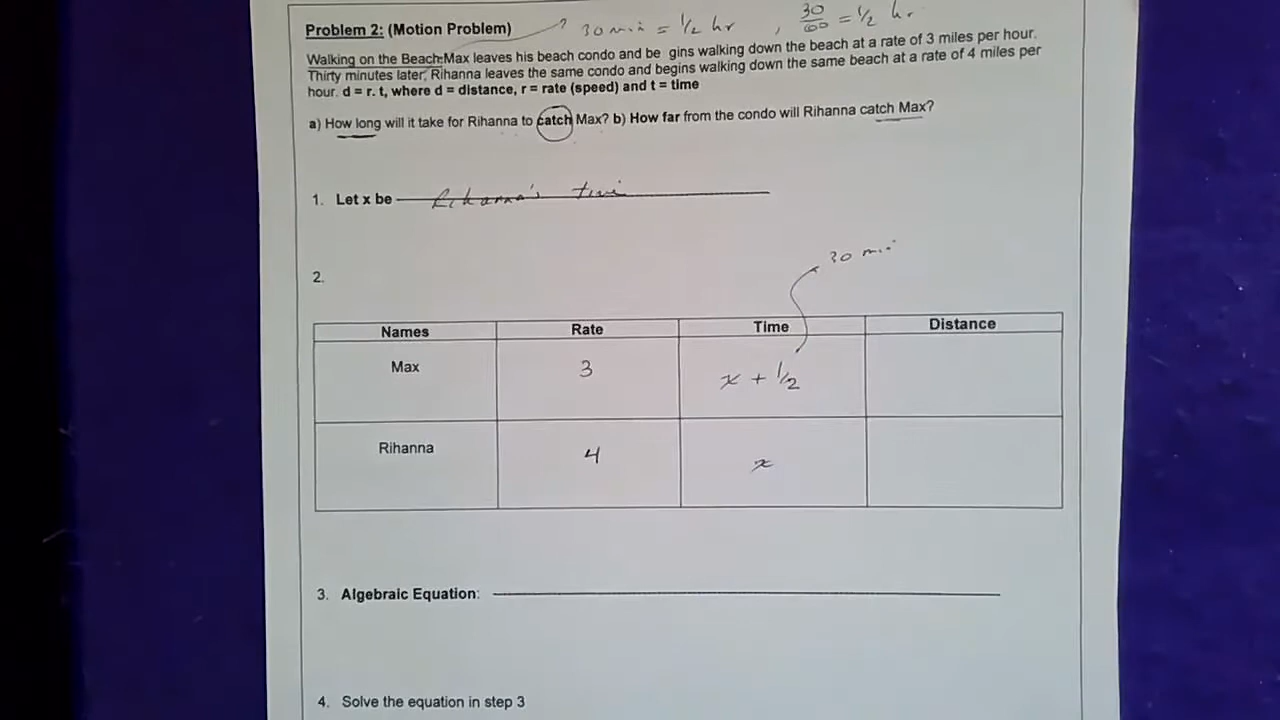 Problem 2: (Motion Problem) ? 30 min = 1/2 hr , 30/60 = 1/2 hr
Walking on the Beach:Max leaves his beach condo and be gins walking down the beach at a rate of 3 miles per hour.
Thirty minutes later, Rihanna leaves the same condo and begins walking down the same beach at a rate of 4 miles per
hour. d = r. t, where d = distance, r = rate (speed) and t = time
a) How long will it take for Rihanna to catch Max? b) How far from the condo will Rihanna catch Max?
1. Let x be Rihanna's time
30 min
2.
Names Rate Time Distance
Max 3 x + 1/2
Rihanna 4 x
3. Algebraic Equation:
4. Solve the equation in step 3